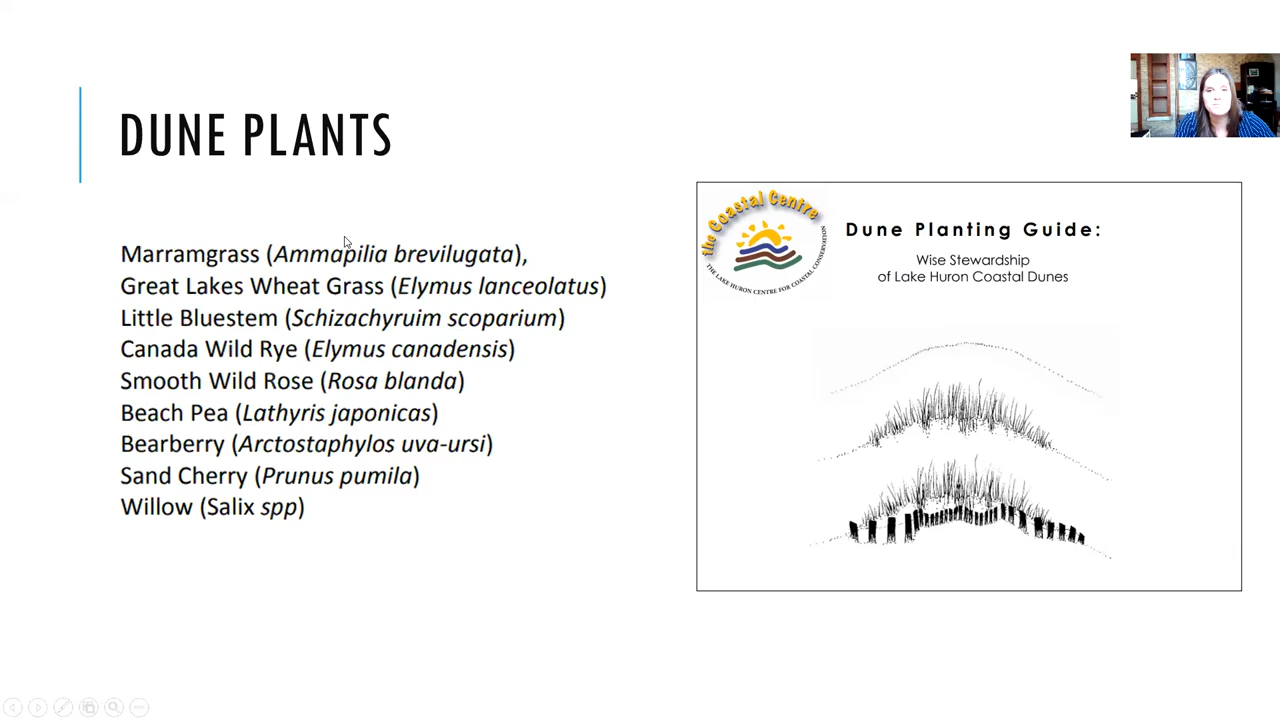 DUNE PLANTS
Marramgrass (Ammapilia brevilugata),
Great Lakes Wheat Grass (Elymus lanceolatus)
Little Bluestem (Schizachyruim scoparium)
Canada Wild Rye (Elymus canadensis)
Smooth Wild Rose (Rosa blanda)
Beach Pea (Lathyris japonicas)
Bearberry (Arctostaphylos uva-ursi)
Sand Cherry (Prunus pumila)
Willow (Salix spp)
the Coastal Centre
THE LAKE HURON CENTRE FOR COASTAL CONSERVATION
Dune Planting Guide:
Wise Stewardship
of Lake Huron Coastal Dunes